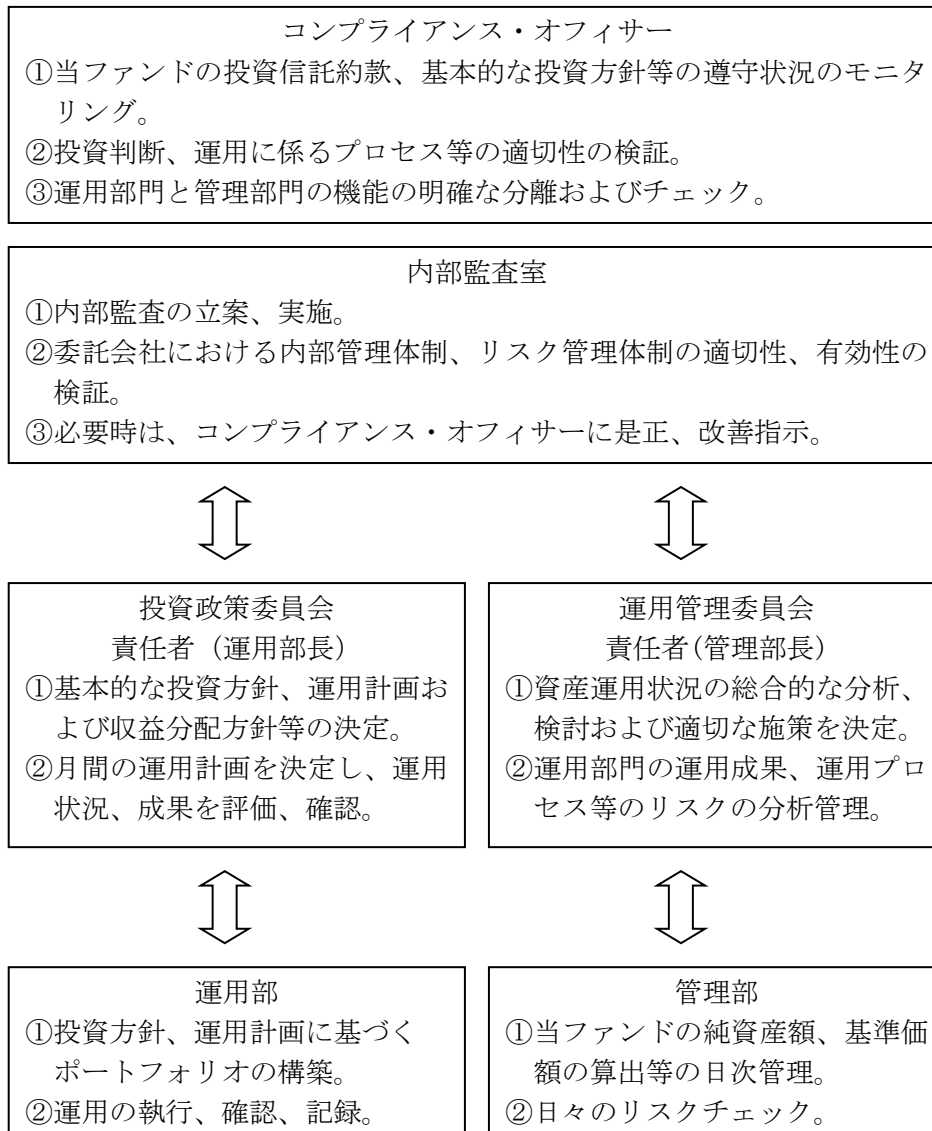 コンプライアンス・オフィサー
①当ファンドの投資信託約款、基本的な投資方針等の遵守状況のモニタ
リング。
②投資判断、運用に係るプロセス等の適切性の検証。
③運用部門と管理部門の機能の明確な分離およびチェック。
内部監査室
①内部監査の立案、実施。
②委託会社における内部管理体制、リスク管理体制の適切性、有効性の
検証。
③必要時は、コンプライアンス・オフィサーに是正、改善指示。
投資政策委員会
責任者（運用部長）
①基本的な投資方針、運用計画お
よび収益分配方針等の決定。
②月間の運用計画を決定し、運用
状況、成果を評価、確認。
運用管理委員会
責任者(管理部長)
①資産運用状況の総合的な分析、
検討および適切な施策を決定。
②運用部門の運用成果、運用プロ
セス等のリスクの分析管理。
運用部
①投資方針、運用計画に基づく
ポートフォリオの構築。
②運用の執行、確認、記録。
管理部
①当ファンドの純資産額、基準価
額の算出等の日次管理。
②日々のリスクチェック。